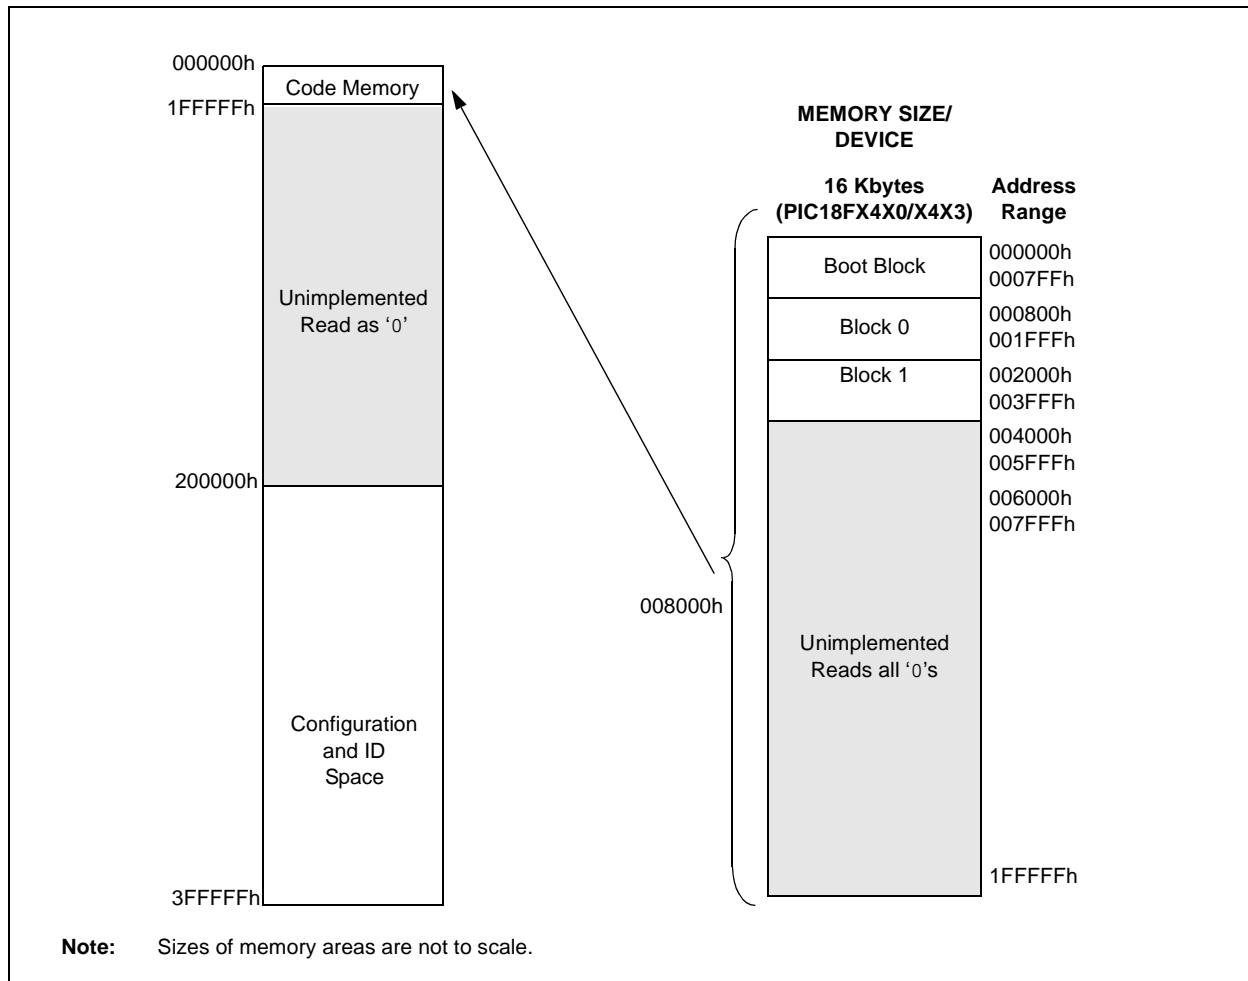 000000h
Code Memory
1FFFFFh
Unimplemented
Read as ‘0’
200000h
Configuration
and ID
Space
3FFFFFh
MEMORY SIZE/
DEVICE
16 Kbytes
(PIC18FX4X0/X4X3)
Address
Range
Boot Block
000000h
0007FFh
Block 0
000800h
001FFFh
Block 1
002000h
003FFFh
004000h
005FFFh
006000h
007FFFh
008000h
Unimplemented
Reads all ‘0’s
1FFFFFh
Note: Sizes of memory areas are not to scale.